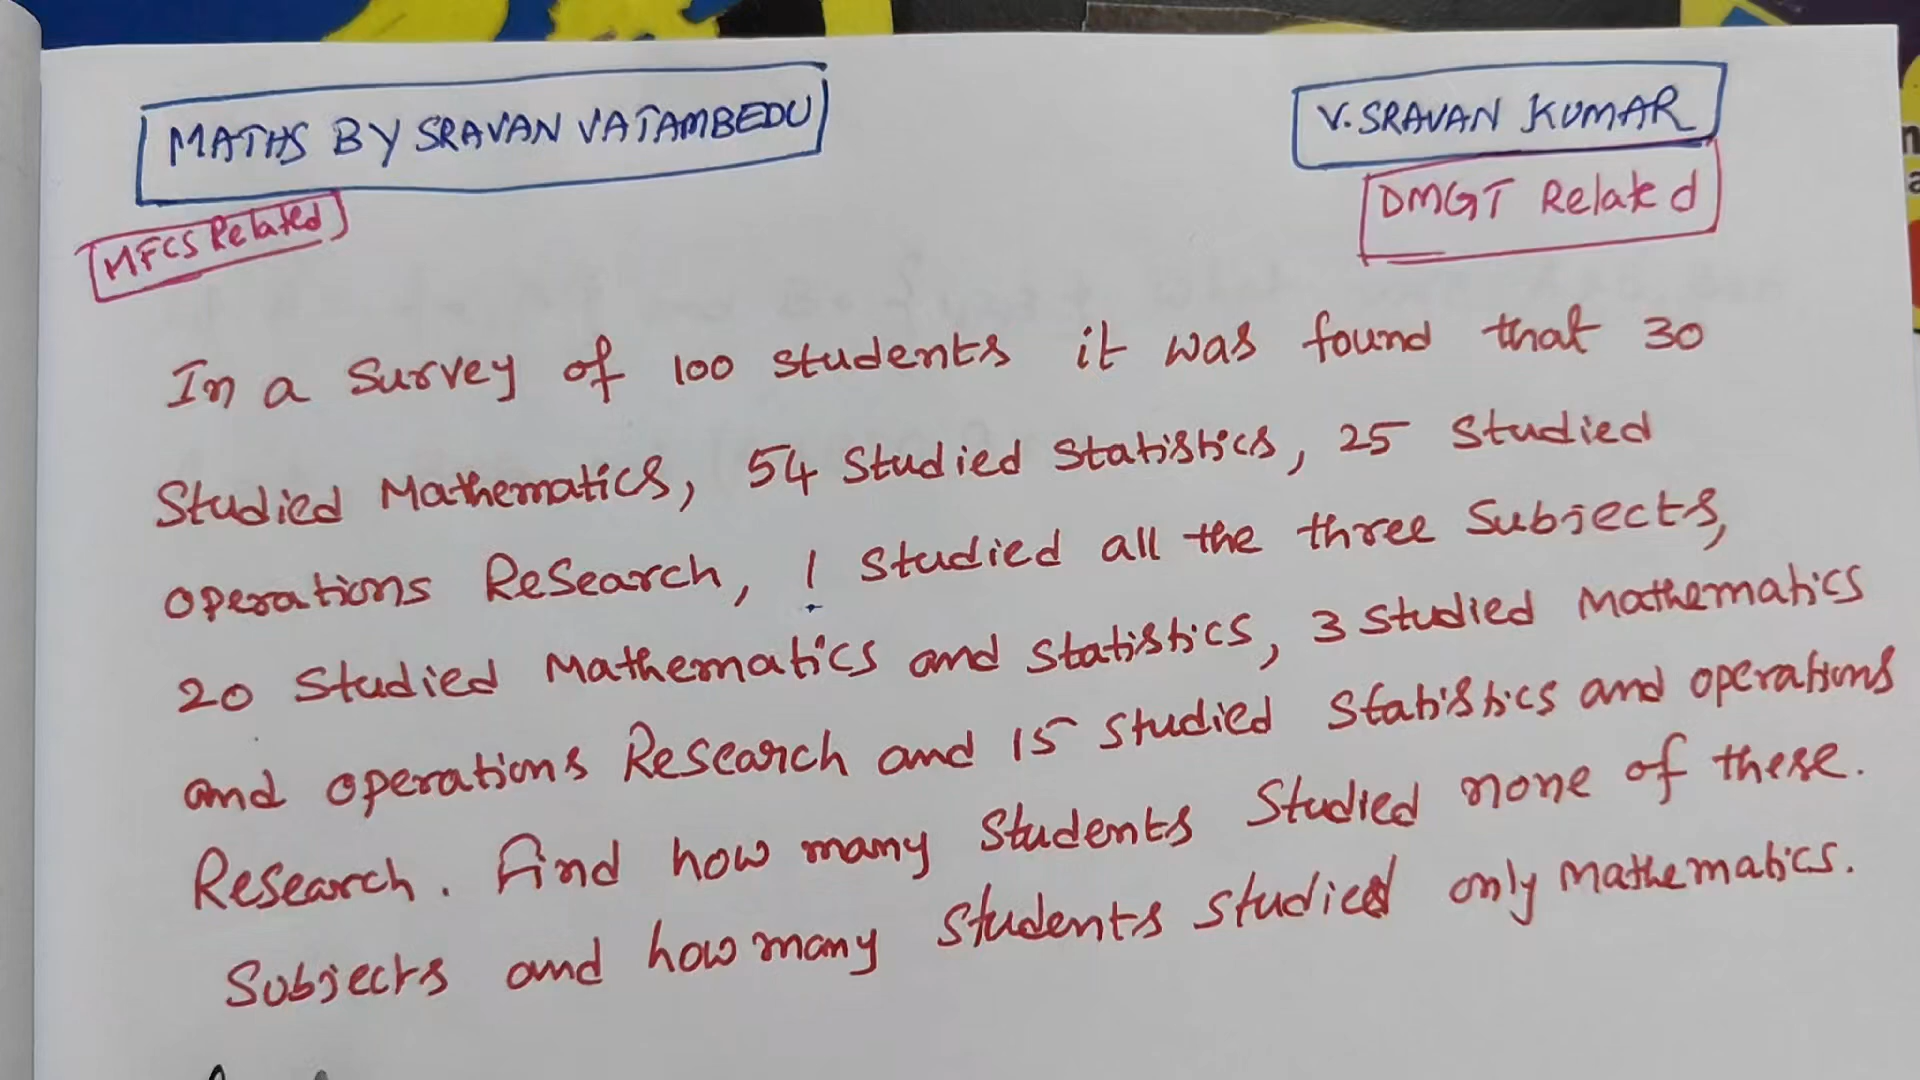 MATHS BY SRAVAN VATAMBEDU
V. SRAVAN KUMAR
MFCS Related
DMGT Related
In a Survey of 100 students it was found that 30
Studied Mathematics, 54 Studied Statistics, 25 Studied
operations Research, 1 Studied all the three Subjects,
20 Studied Mathematics and Statistics, 3 Studied Mathematics
and operations Research and 15 Studied Statistics and operations
Research. Find how many Students Studied none of these.
Subjects and how many Students Studied only Mathematics.